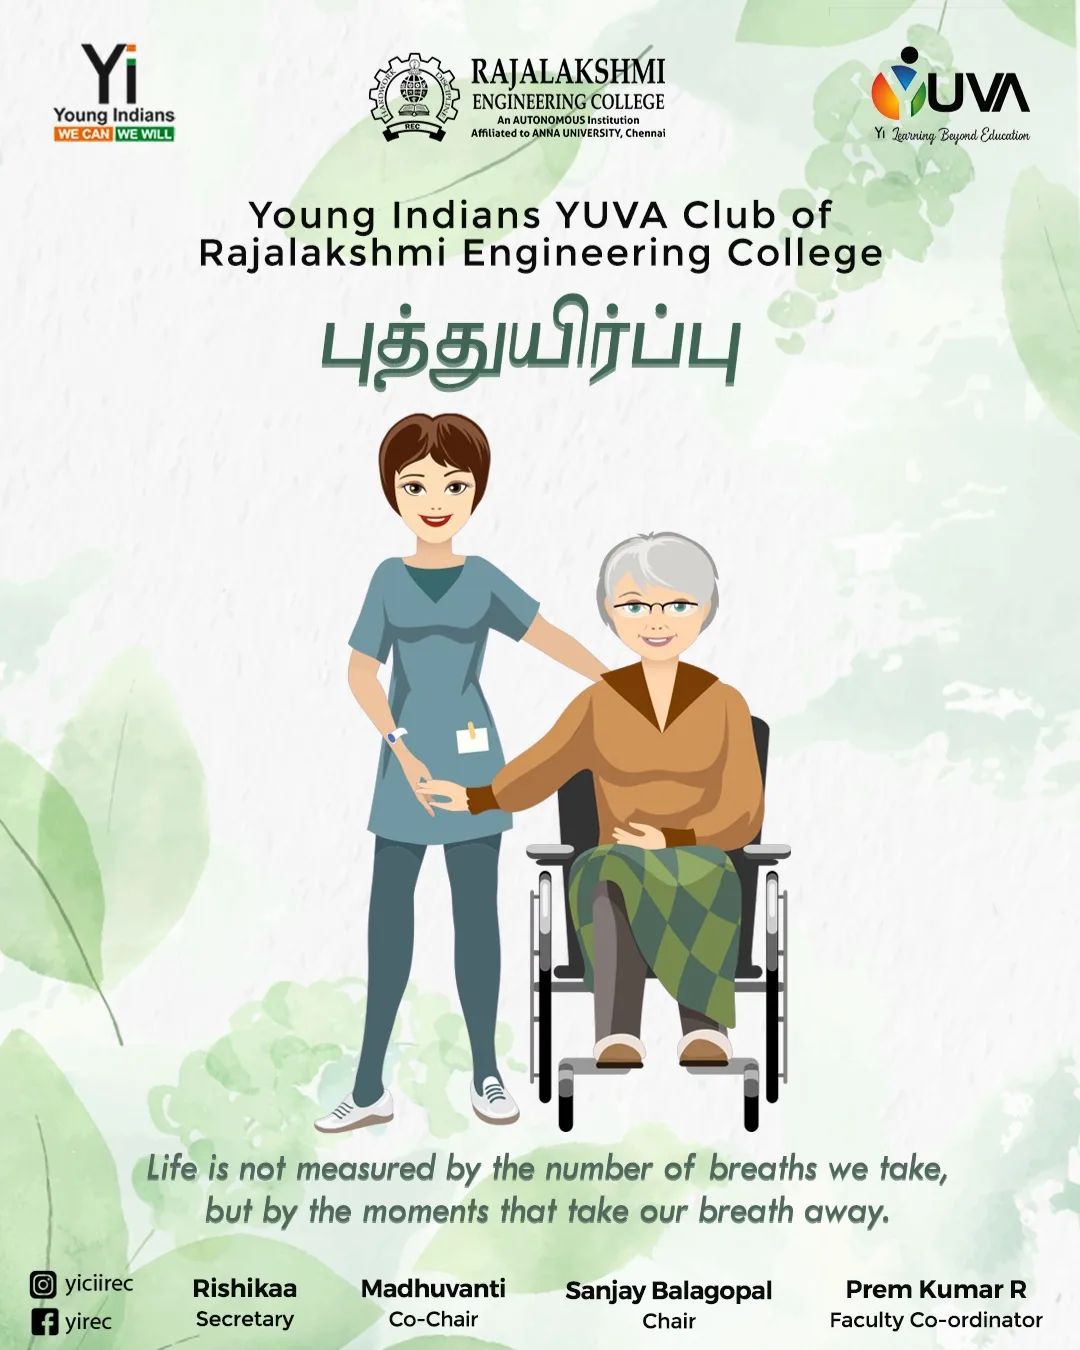 Yi
Young Indians
WE CAN WE WILL
HARDWORK DISCIPLINE
REC
RAJALAKSHMI
ENGINEERING COLLEGE
An AUTONOMOUS Institution
Affiliated to ANNA UNIVERSITY, Chennai
YUVA
Yi Learning Beyond Education
Young Indians YUVA Club of
Rajalakshmi Engineering College
புத்துயிர்ப்பு
Life is not measured by the number of breaths we take,
but by the moments that take our breath away.
yiciirec
yirec
Rishikaa
Secretary
Madhuvanti
Co-Chair
Sanjay Balagopal
Chair
Prem Kumar R
Faculty Co-ordinator